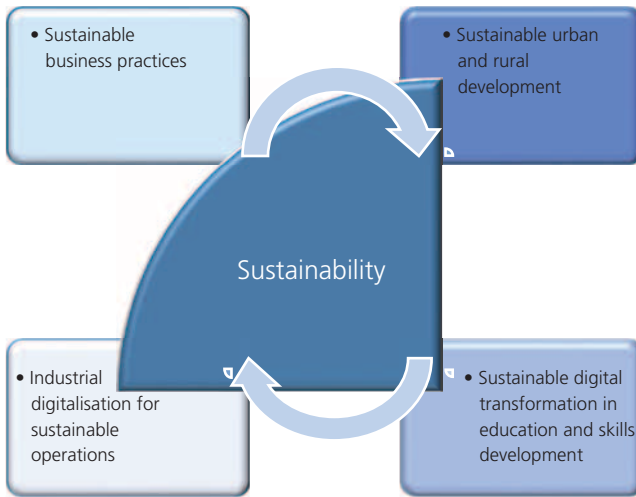 • Sustainable
business practices
• Sustainable urban
and rural
development
Sustainability
• Industrial
digitalisation for
sustainable
operations
• Sustainable digital
transformation in
education and skills
development